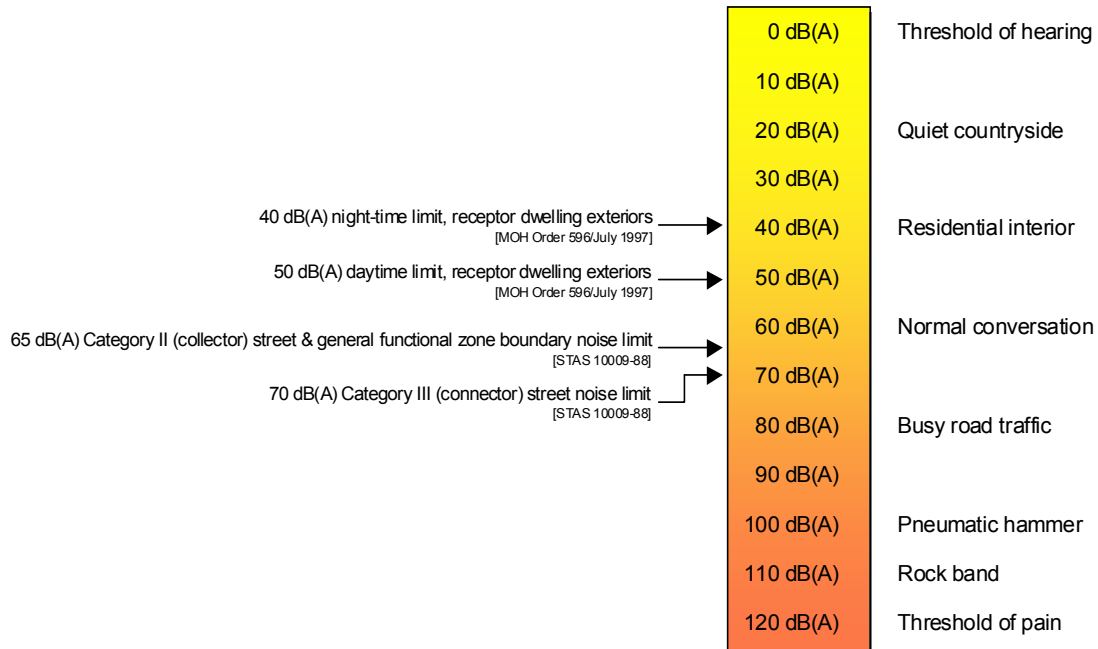 0 dB(A) Threshold of hearing
10 dB(A)
20 dB(A) Quiet countryside
30 dB(A)
40 dB(A) night-time limit, receptor dwelling exteriors
[MOH Order 596/July 1997]
40 dB(A) Residential interior
50 dB(A) daytime limit, receptor dwelling exteriors
[MOH Order 596/July 1997]
50 dB(A)
60 dB(A) Normal conversation
65 dB(A) Category II (collector) street & general functional zone boundary noise limit
[STAS 10009-88]
70 dB(A)
70 dB(A) Category III (connector) street noise limit
[STAS 10009-88]
80 dB(A) Busy road traffic
90 dB(A)
100 dB(A) Pneumatic hammer
110 dB(A) Rock band
120 dB(A) Threshold of pain